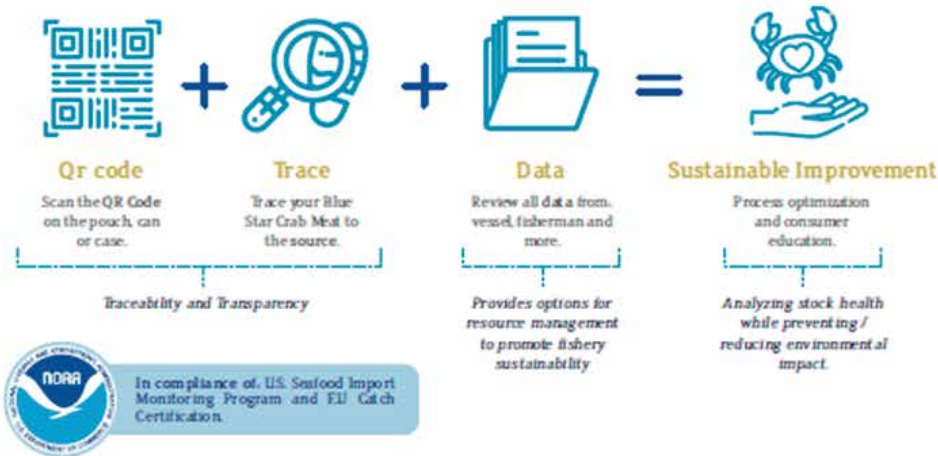 Qr code
Scan the QR Code
on the pouch, can
or case.
Trace
Trace your Blue
Star Crab Meat to
the source.
Data
Review all data from
vessel, fisherman and
more.
Sustainable Improvement
Process optimization
and consumer
education.
Traceability and Transparency
Provides options for
resource management
to promote fishery
sustainability
Analyzing stock health
while preventing /
reducing environmental
impact.
NOAA
In compliance of. U.S. Seafood Import
Monitoring Program and EU Catch
Certification.